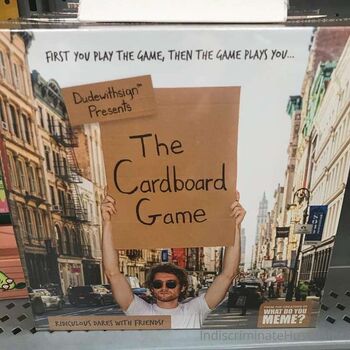 FIRST YOU PLAY THE GAME, THEN THE GAME PLAYS YOU...
Dudewithsign™
Presents
The
Cardboard
Game
RIDICULOUS DARES WITH FRIENDS!
FROM THE CREATORS OF
WHAT DO YOU
MEME?